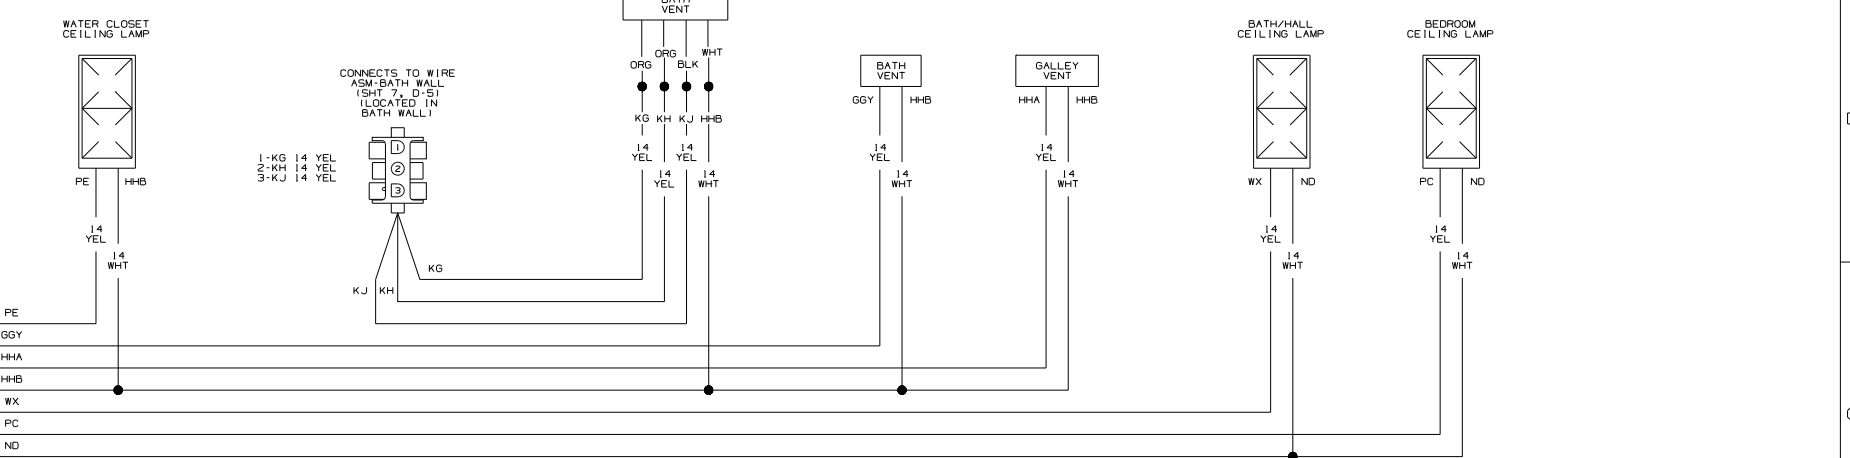 WATER CLOSET
CEILING LAMP
PE
HHB
14
YEL
14
WHT
CONNECTS TO WIRE
ASM-BATH WALL
(SHT 7, D-5)
(LOCATED IN
BATH WALL)
1-KG 14 YEL
2-KH 14 YEL
3-KJ 14 YEL
1
2
3
KG
KJ
KH
BATH
VENT
ORG
ORG
BLK
WHT
KG
KH
KJ
HHB
14
YEL
14
YEL
14
YEL
14
WHT
BATH
VENT
GGY
HHB
14
YEL
14
WHT
GALLEY
VENT
HHA
HHB
14
YEL
14
WHT
BATH/HALL
CEILING LAMP
WX
ND
14
YEL
14
WHT
BEDROOM
CEILING LAMP
PC
ND
14
YEL
14
WHT
PE
GGY
HHA
HHB
WX
PC
ND